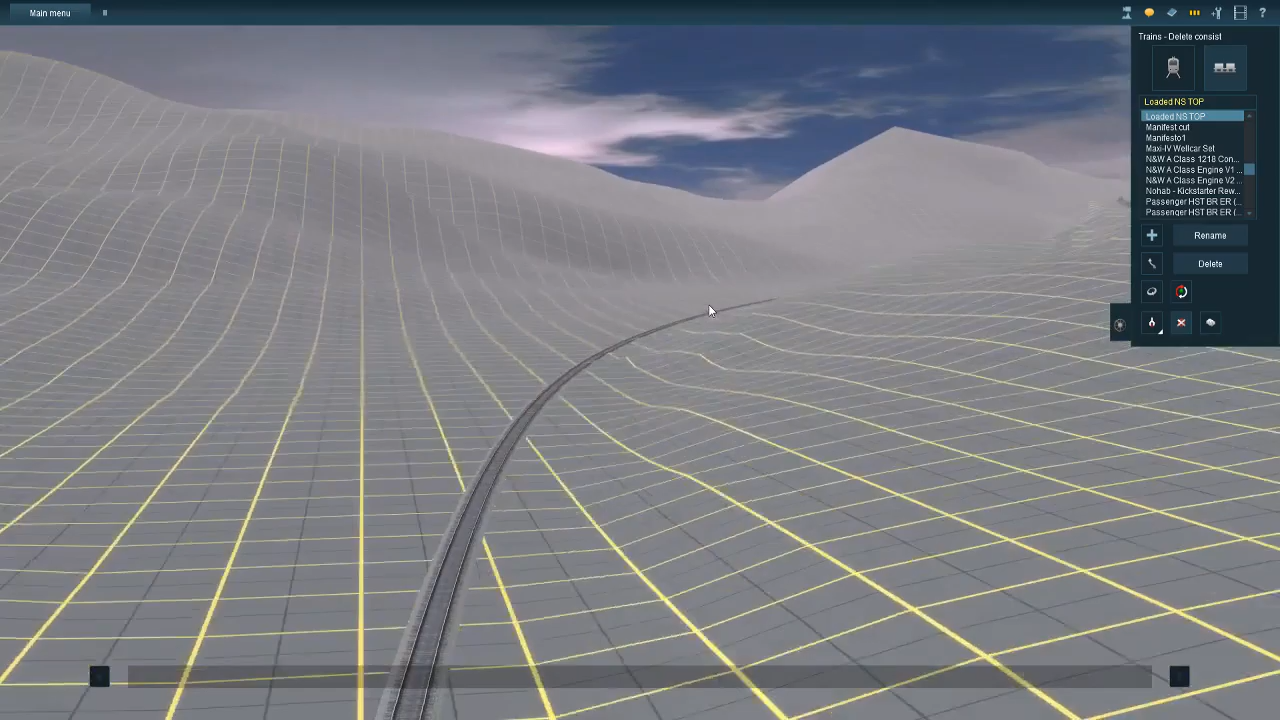 Main menu
?
Trains - Delete consist
Loaded NS TOP
Loaded NS TOP
Manifest cut
Manifesto1
Maxi-IV Wellcar Set
N&W A Class 1218 Con...
N&W A Class Engine V1 ...
N&W A Class Engine V2 ...
Nohab - Kickstarter Rew...
Passenger HST BR ER (...
Passenger HST BR ER (...
Rename
Delete